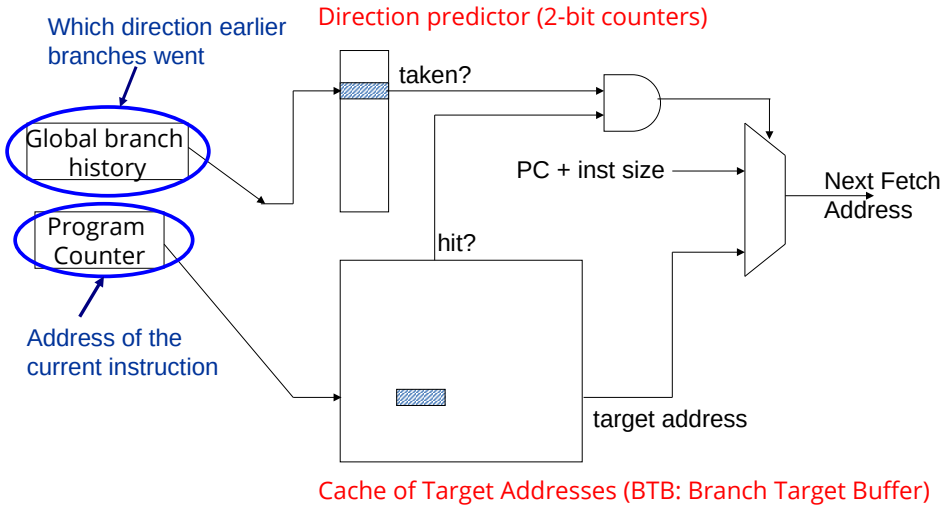 Direction predictor (2-bit counters)
Which direction earlier
branches went
taken?
Global branch
history
PC + inst size
Next Fetch
Address
Program
Counter
hit?
Address of the
current instruction
target address
Cache of Target Addresses (BTB: Branch Target Buffer)